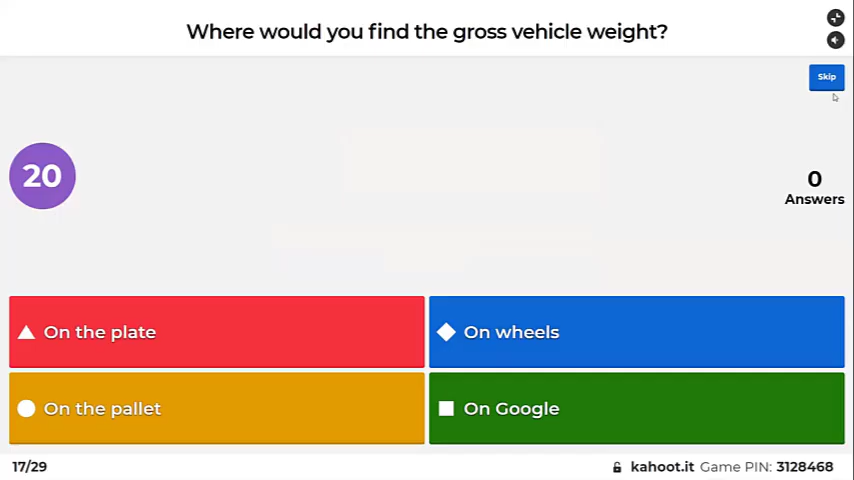 Where would you find the gross vehicle weight?
Skip
20
0
Answers
On the plate
On wheels
On the pallet
On Google
17/29
kahoot.it Game PIN: 3128468